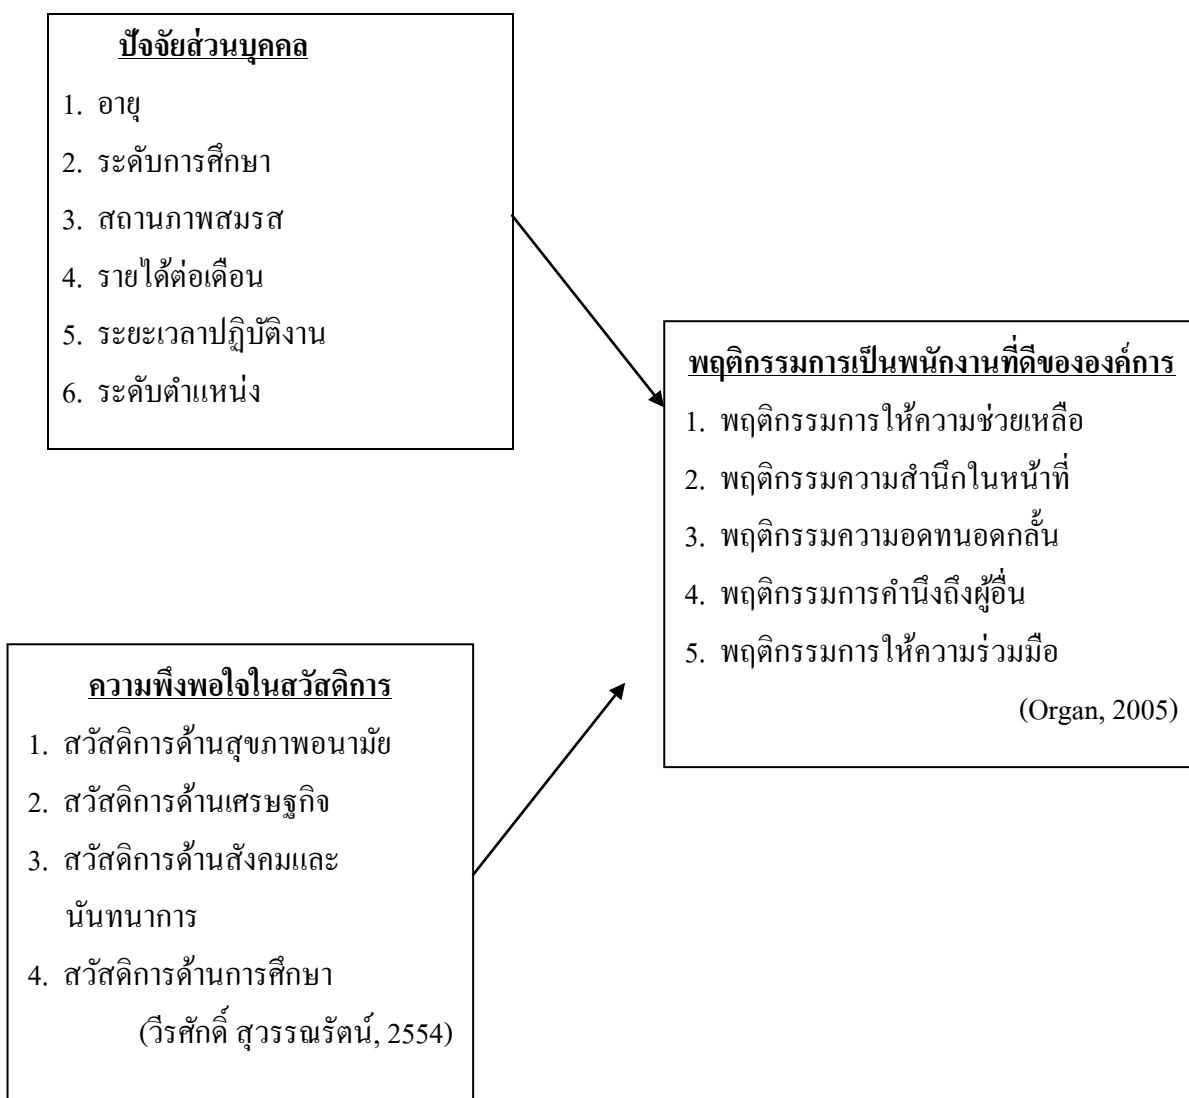 ปัจจัยส่วนบุคคล
1. อายุ
2. ระดับการศึกษา
3. สถานภาพสมรส
4. รายได้ต่อเดือน
5. ระยะเวลาปฏิบัติงาน
6. ระดับตำแหน่ง
พฤติกรรมการเป็นพนักงานที่ดีขององค์การ
1. พฤติกรรมการให้ความช่วยเหลือ
2. พฤติกรรมความสำนึกในหน้าที่
3. พฤติกรรมความอดทนอดกลั้น
4. พฤติกรรมการคำนึงถึงผู้อื่น
5. พฤติกรรมการให้ความร่วมมือ
(Organ, 2005)
ความพึงพอใจในสวัสดิการ
1. สวัสดิการด้านสุขภาพอนามัย
2. สวัสดิการด้านเศรษฐกิจ
3. สวัสดิการด้านสังคมและ
นันทนาการ
4. สวัสดิการด้านการศึกษา
(วีรศักดิ์ สุวรรณรัตน์, 2554)